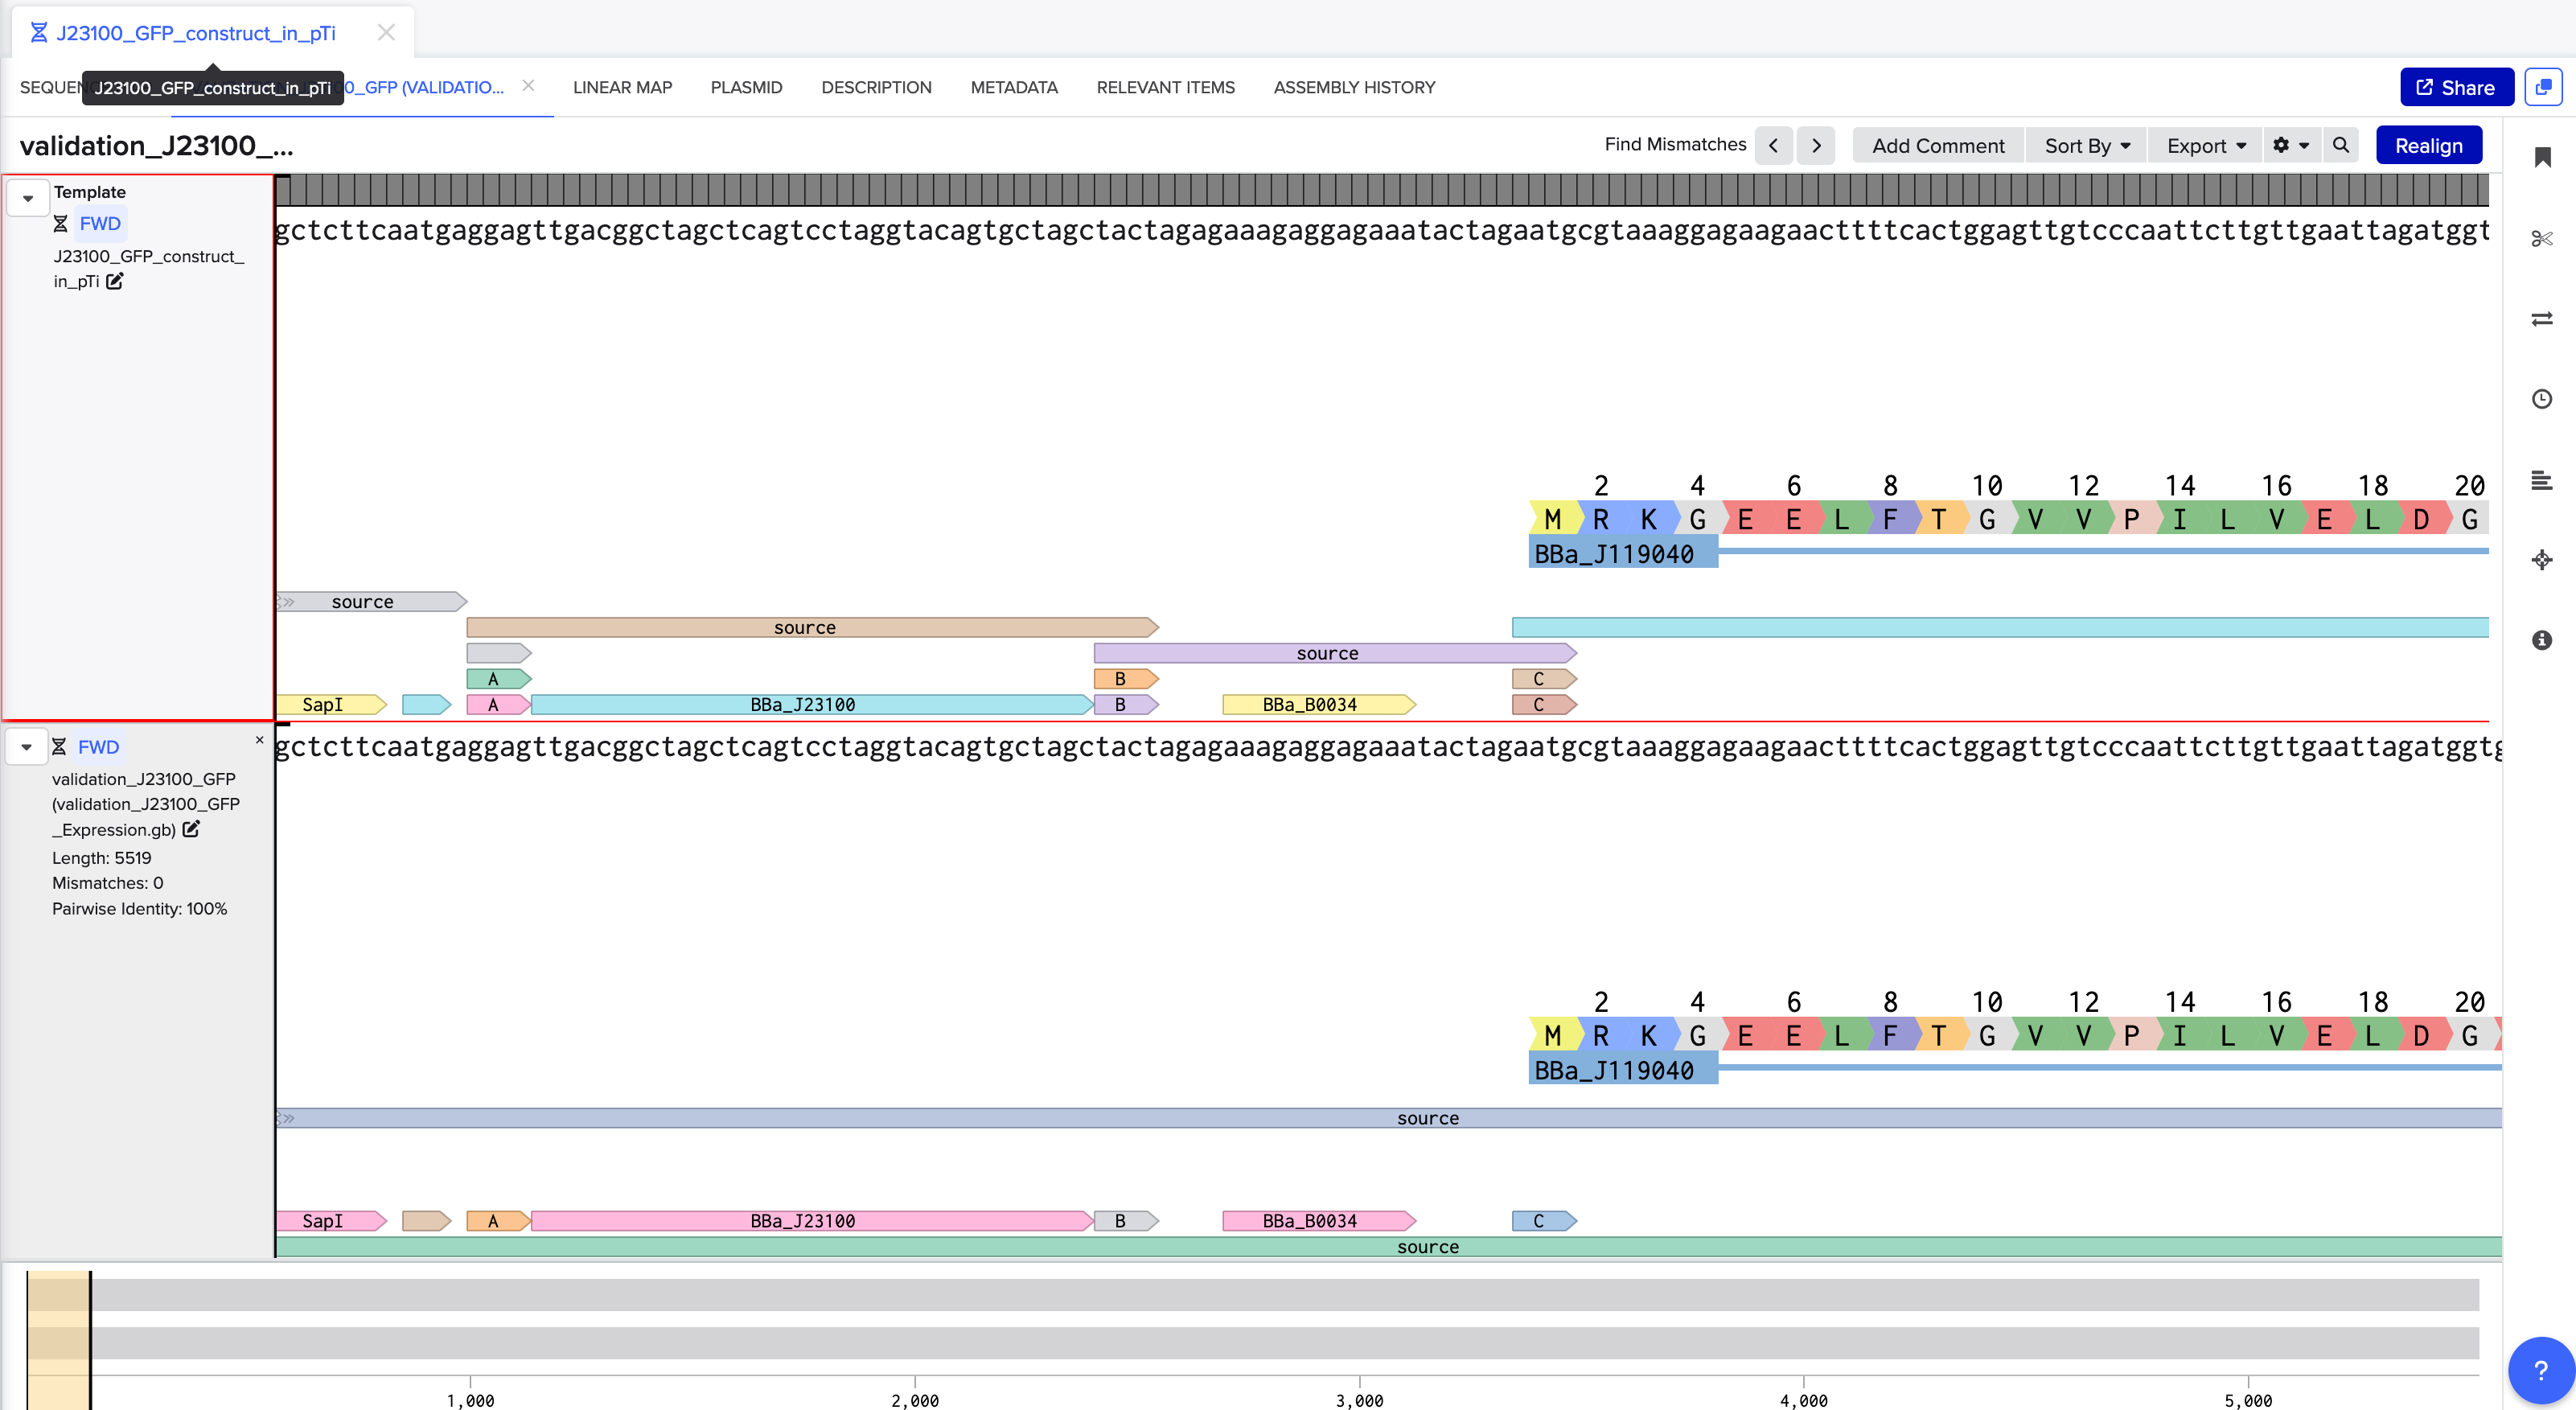 J23100_GFP_construct_in_pTi
SEQUEN
J23100_GFP_construct_in_pTi
0_GFP (VALIDATIO...
LINEAR MAP
PLASMID
DESCRIPTION
METADATA
RELEVANT ITEMS
ASSEMBLY HISTORY
Share
validation_J23100_...
Find Mismatches
Add Comment
Sort By
Export
Realign
Template
FWD
J23100_GFP_construct_
in_pTi
gctcttcaatgaggagttgacggctagctcagtcctaggtacagtgctagctactagagaaagaggagaaatactagaatgcgtaaaggagaagaacttttcactggagttgtcccaattcttgttgaattagatggt
2 4 6 8 10 12 14 16 18 20
M R K G E E L F T G V V P I L V E L D G
BBa_J119040
source
source
source
A B C
SapI A BBa_J23100 B BBa_B0034 C
FWD
validation_J23100_GFP
(validation_J23100_GFP
_Expression.gb)
Length: 5519
Mismatches: 0
Pairwise Identity: 100%
gctcttcaatgaggagttgacggctagctcagtcctaggtacagtgctagctactagagaaagaggagaaatactagaatgcgtaaaggagaagaacttttcactggagttgtcccaattcttgttgaattagatggtg
2 4 6 8 10 12 14 16 18 20
M R K G E E L F T G V V P I L V E L D G
BBa_J119040
source
SapI A BBa_J23100 B BBa_B0034 C
source
1,000 2,000 3,000 4,000 5,000
?